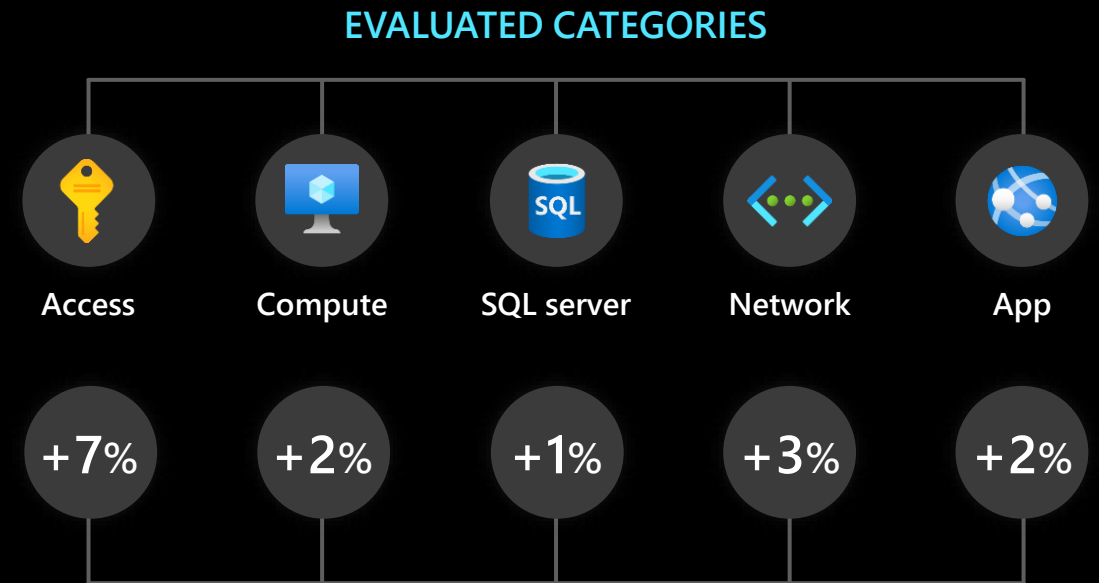 EVALUATED CATEGORIES
SQL
Access Compute SQL server Network App
+7% +2% +1% +3% +2%